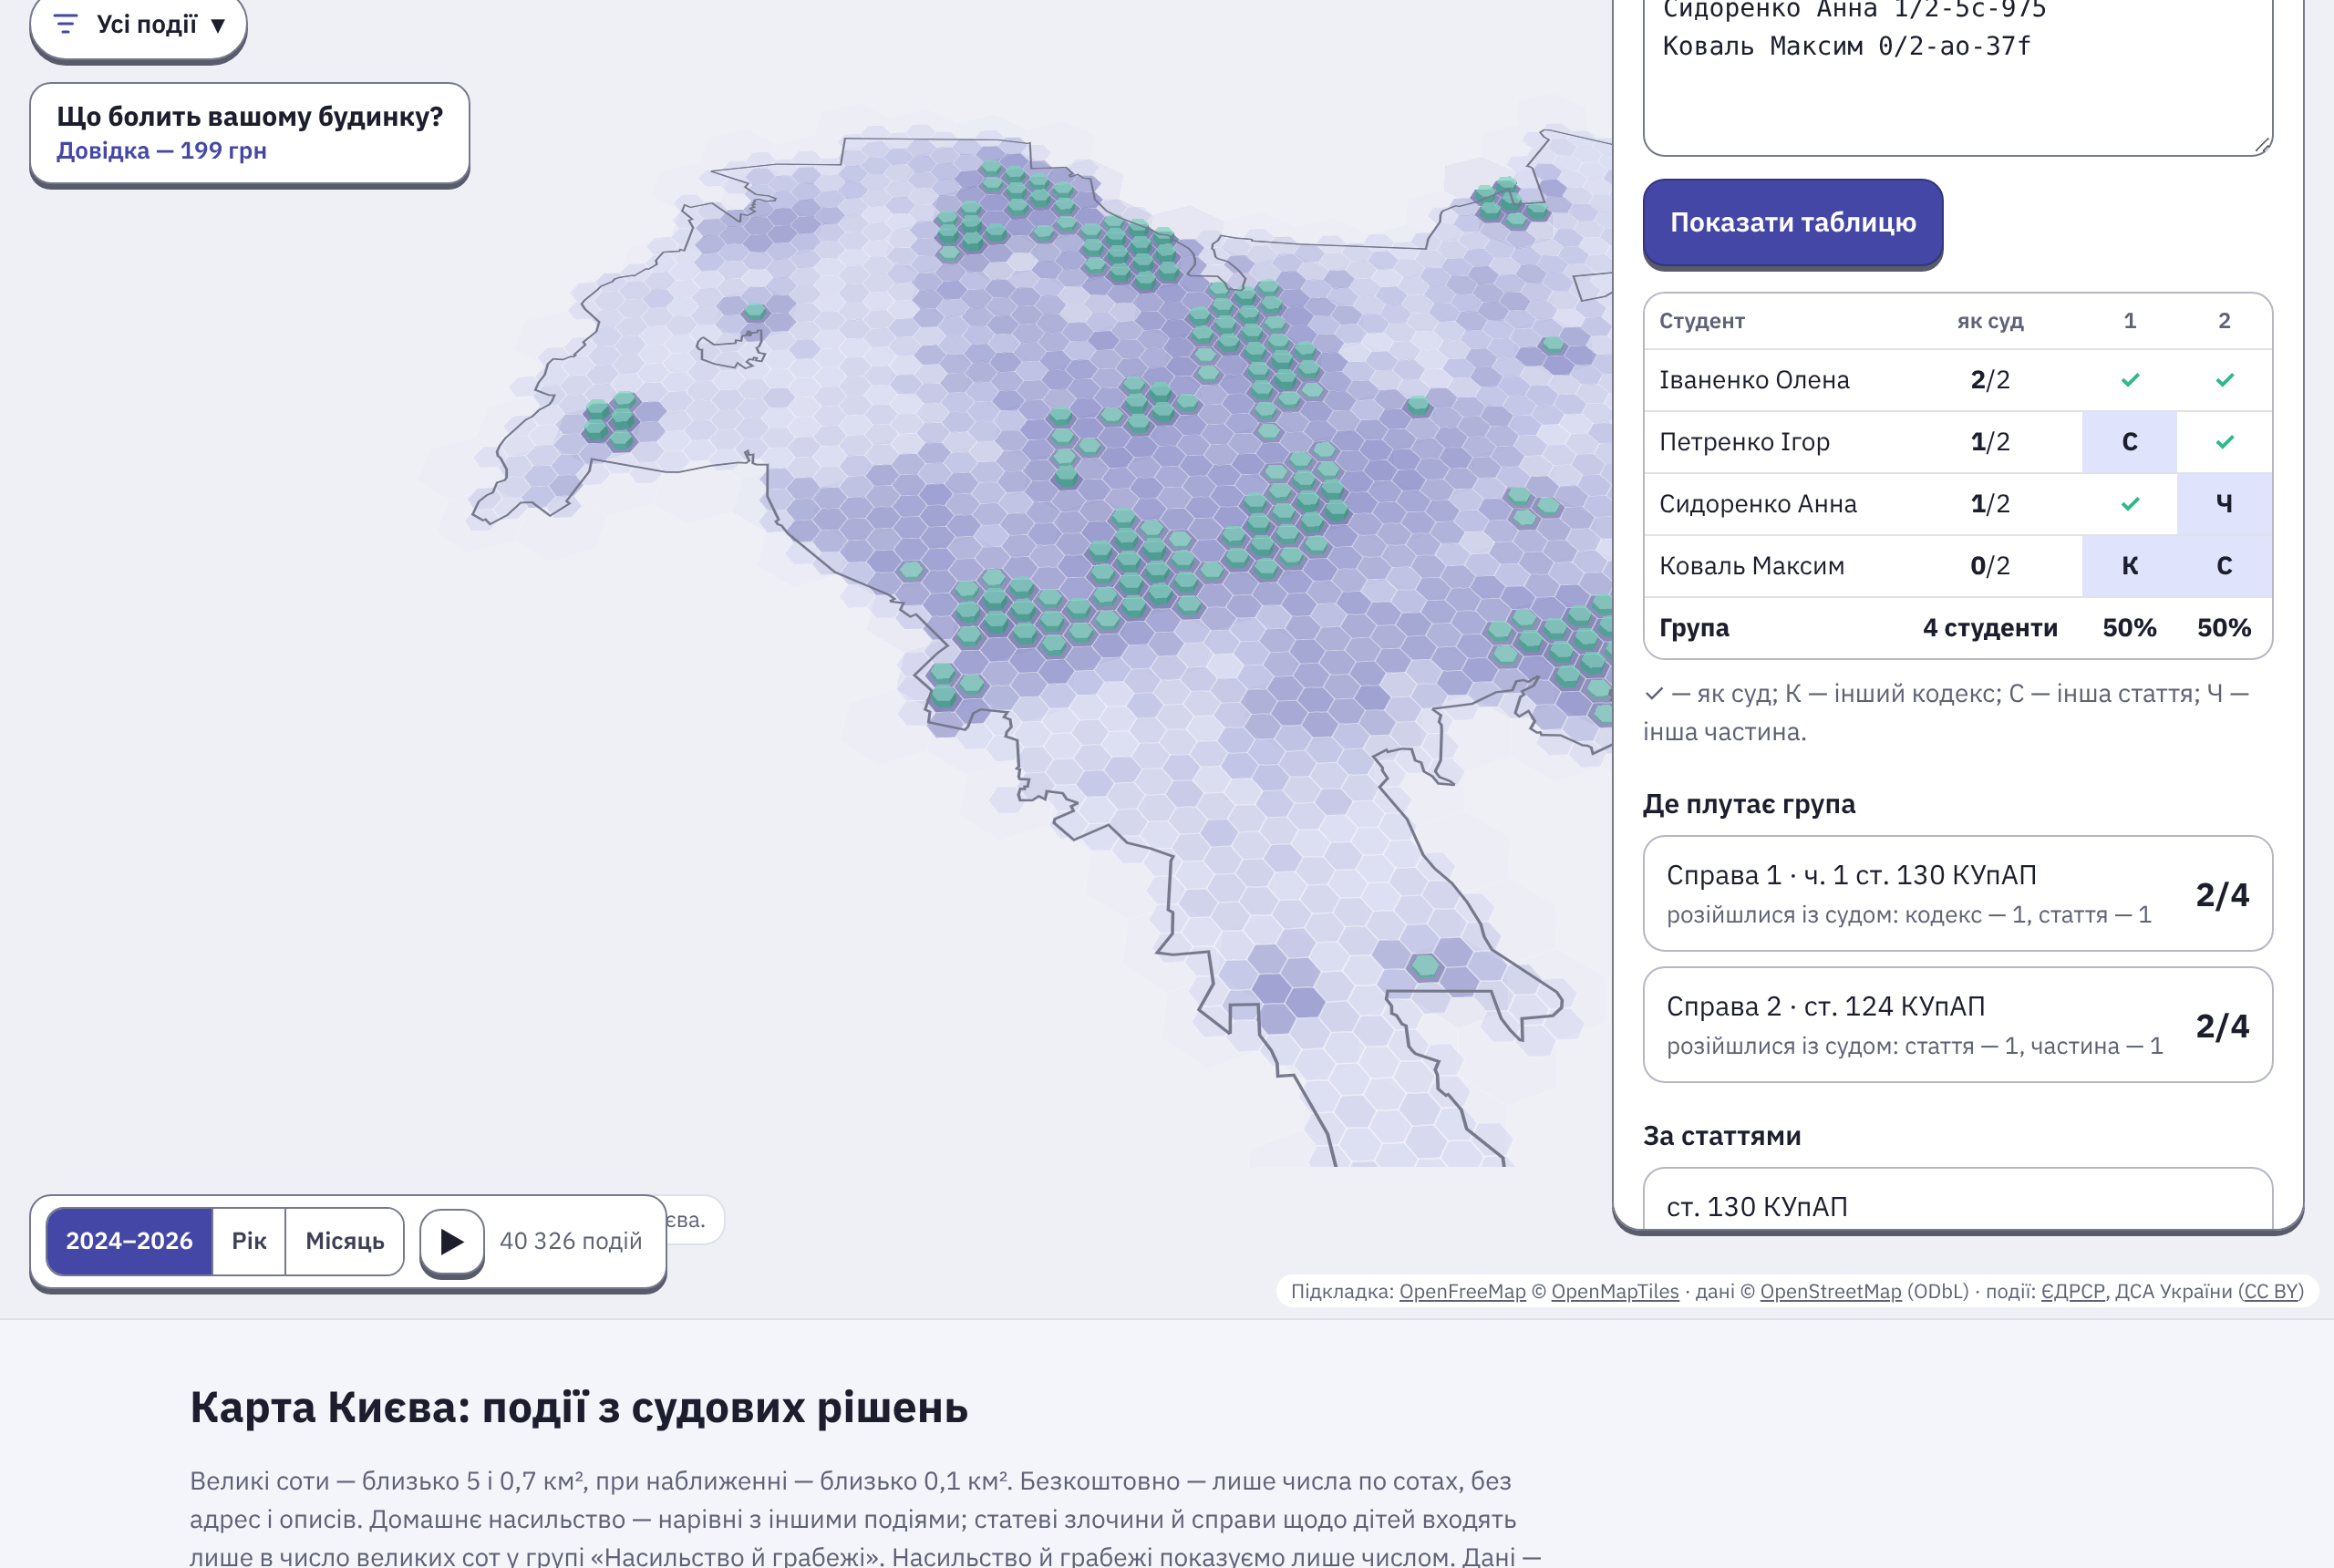 Усі події ▼
Що болить вашому будинку?
Довідка — 199 грн
Сидоренко Анна 1/2-5c-975
Коваль Максим 0/2-ao-37f
Показати таблицю
Студент як суд 1 2
Іваненко Олена 2/2 ✓ ✓
Петренко Ігор 1/2 С ✓
Сидоренко Анна 1/2 ✓ Ч
Коваль Максим 0/2 К С
Група 4 студенти 50% 50%
✓ — як суд; К — інший кодекс; С — інша стаття; Ч —
інша частина.
Де плутає група
Справа 1 · ч. 1 ст. 130 КУпАП
розійшлися із судом: кодекс — 1, стаття — 1
2/4
Справа 2 · ст. 124 КУпАП
розійшлися із судом: стаття — 1, частина — 1
2/4
За статтями
ст. 130 КУпАП
2024–2026 Рік Місяць 40 326 подій
єва.
Підкладка: OpenFreeMap © OpenMapTiles · дані © OpenStreetMap (ODbL) · події: ЄДРСР, ДСА України (CC BY)
Карта Києва: події з судових рішень
Великі соти — близько 5 і 0,7 км², при наближенні — близько 0,1 км². Безкоштовно — лише числа по сотах, без
адрес і описів. Домашнє насильство — нарівні з іншими подіями; статеві злочини й справи щодо дітей входять
лише в число великих сот у групі «Насильство й грабежі». Насильство й грабежі показуємо лише числом. Дані —